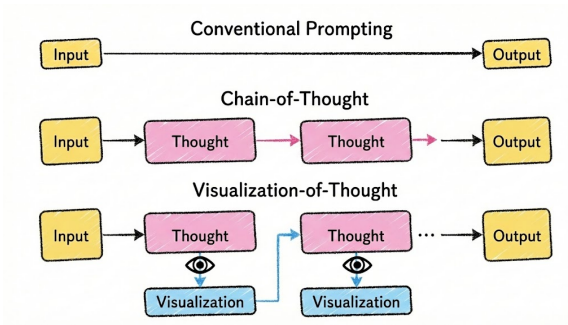 Conventional Prompting
Input Output
Chain-of-Thought
Input Thought Thought Output
Visualization-of-Thought
Input Thought Thought ... Output
Visualization Visualization